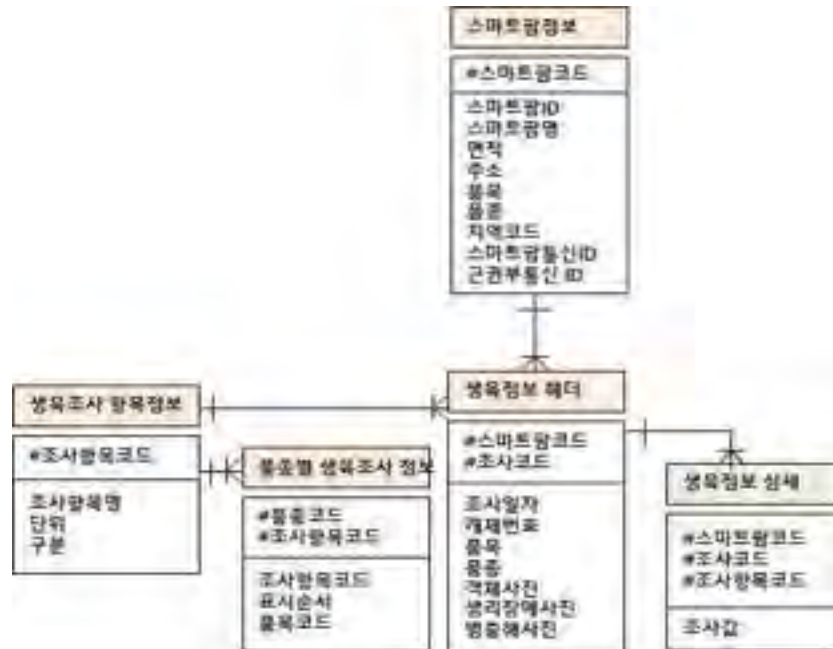 스마트팜정보
#스마트팜코드
스마트팜ID
스마트팜명
면적
주소
품목
품종
지역코드
스마트팜통신ID
근권부통신 ID
생육조사 항목정보
#조사항목코드
조사항목명
단위
구분
품종별 생육조사 정보
#품종코드
#조사항목코드
조사항목코드
표시순서
품목코드
생육정보 헤더
#스마트팜코드
#조사코드
조사일자
개체번호
품목
품종
객체사진
생리장애사진
병충해사진
생육정보 상세
#스마트팜코드
#조사코드
#조사항목코드
조사값